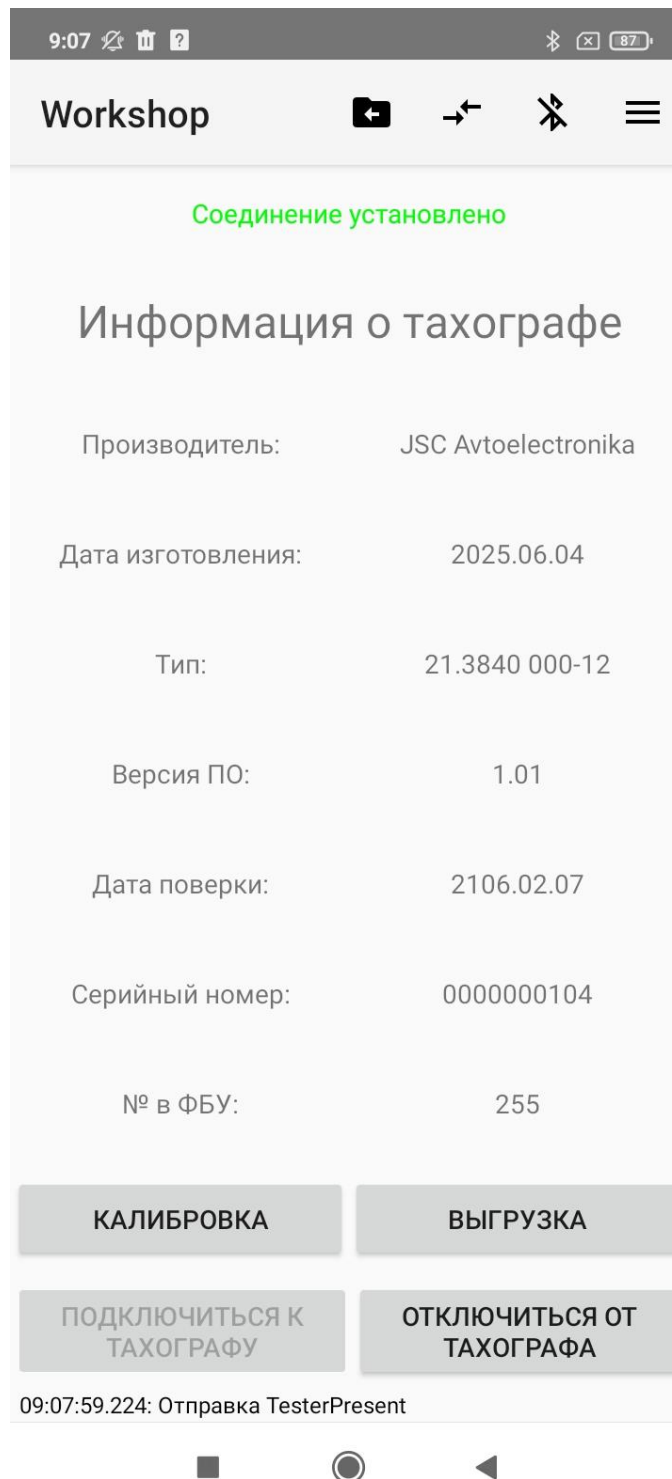 9:07
87
Workshop
Соединение установлено
Информация о тахографе
Производитель: JSC Avtoelectronika
Дата изготовления: 2025.06.04
Тип: 21.3840 000-12
Версия ПО: 1.01
Дата поверки: 2106.02.07
Серийный номер: 0000000104
№ в ФБУ: 255
КАЛИБРОВКА ВЫГРУЗКА
ПОДКЛЮЧИТЬСЯ К
ТАХОГРАФУ
ОТКЛЮЧИТЬСЯ ОТ
ТАХОГРАФА
09:07:59.224: Отправка TesterPresent